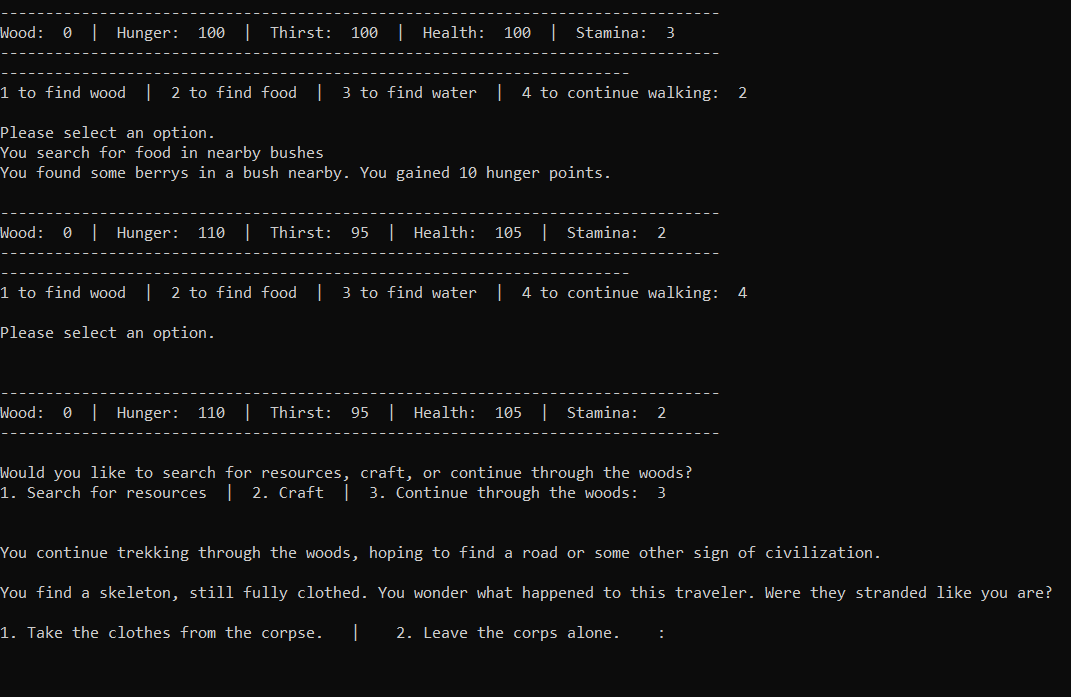 --------------------------------------------------------------------------------
Wood:  0  |  Hunger:  100  |  Thirst:  100  |  Health:  100  |  Stamina:  3
--------------------------------------------------------------------------------
----------------------------------------------------------------------
1 to find wood  |  2 to find food  |  3 to find water  |  4 to continue walking:  2
Please select an option.
You search for food in nearby bushes
You found some berrys in a bush nearby. You gained 10 hunger points.
--------------------------------------------------------------------------------
Wood:  0  |  Hunger:  110  |  Thirst:  95  |  Health:  105  |  Stamina:  2
--------------------------------------------------------------------------------
----------------------------------------------------------------------
1 to find wood  |  2 to find food  |  3 to find water  |  4 to continue walking:  4
Please select an option.
--------------------------------------------------------------------------------
Wood:  0  |  Hunger:  110  |  Thirst:  95  |  Health:  105  |  Stamina:  2
--------------------------------------------------------------------------------
Would you like to search for resources, craft, or continue through the woods?
1. Search for resources  |  2. Craft  |  3. Continue through the woods:  3
You continue trekking through the woods, hoping to find a road or some other sign of civilization.
You find a skeleton, still fully clothed. You wonder what happened to this traveler. Were they stranded like you are?
1. Take the clothes from the corpse.   |    2. Leave the corps alone.    :